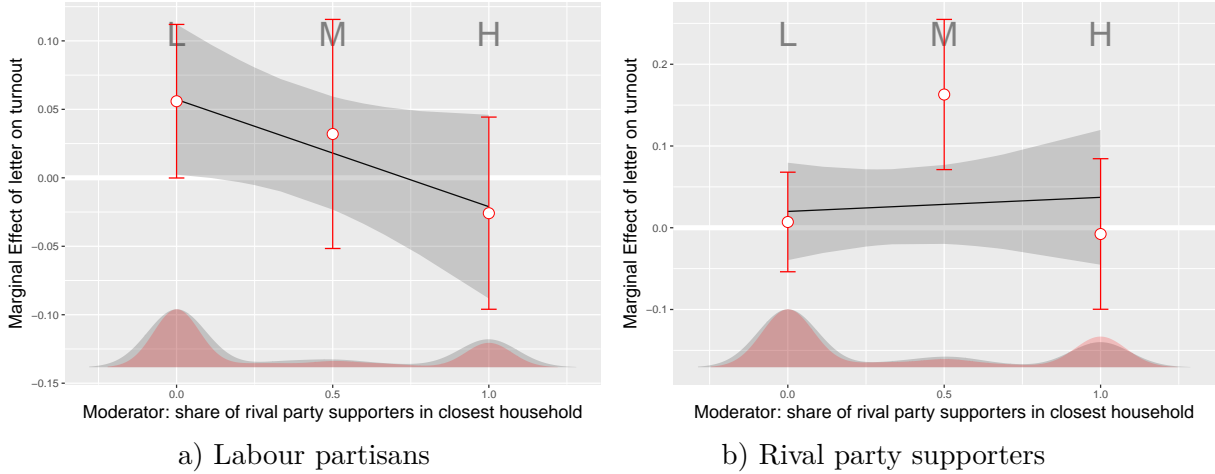 L M H
0.10
0.05
0.00
−0.05
−0.10
−0.15
0.0 0.5 1.0
Marginal Effect of letter on turnout
Moderator: share of rival party supporters in closest household
a) Labour partisans
L M H
0.2
0.1
0.0
−0.1
0.0 0.5 1.0
Marginal Effect of letter on turnout
Moderator: share of rival party supporters in closest household
b) Rival party supporters